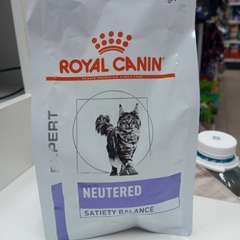 ROYAL CANIN
EXPERT
NEUTERED
SATIETY BALANCE